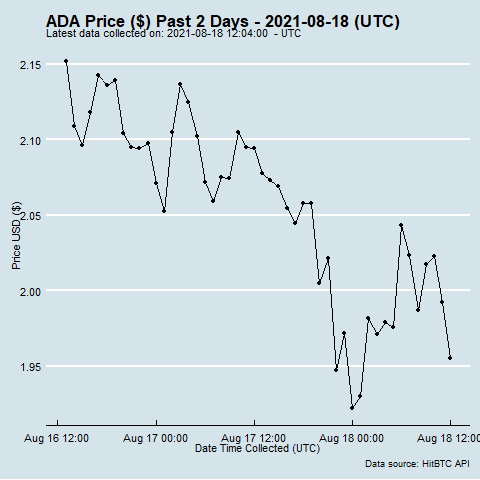 ADA Price ($) Past 2 Days - 2021-08-18 (UTC)
Latest data collected on: 2021-08-18 12:04:00  - UTC
2.15
2.10
2.05
2.00
1.95
Price USD ($)
Aug 16 12:00
Aug 17 00:00
Aug 17 12:00
Aug 18 00:00
Aug 18 12:00
Date Time Collected (UTC)
Data source: HitBTC API